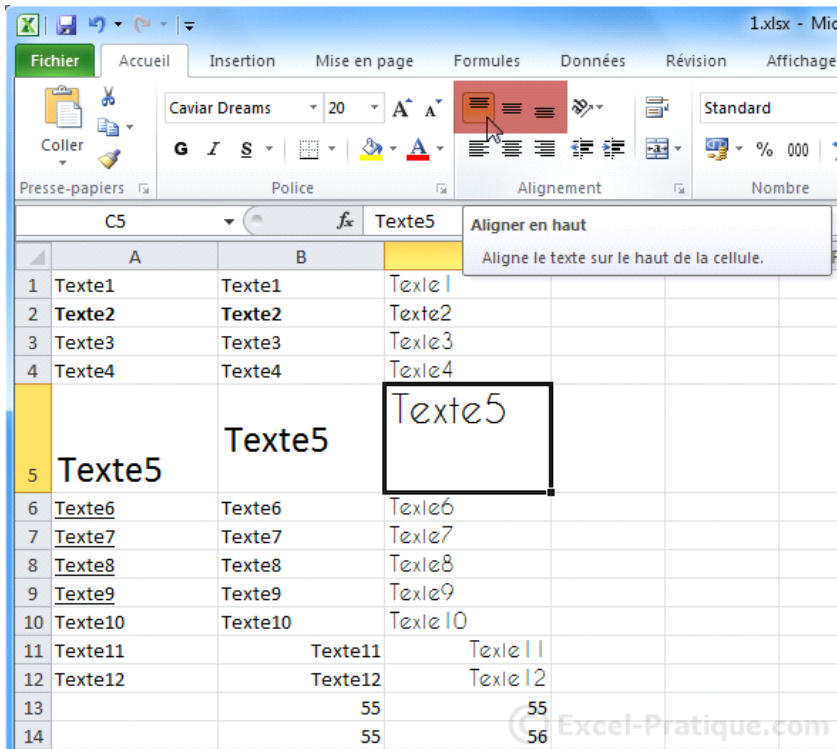 1.xlsx - Mic
Fichier Accueil Insertion Mise en page Formules Données Révision Affichage
Coller Caviar Dreams 20 A A Standard
G I S A % 000
Presse-papiers Police Alignement Nombre
C5 fx Texte5
Aligner en haut
Aligne le texte sur le haut de la cellule.
A B
1 Texte1 Texte1 Texte1
2 Texte2 Texte2 Texte2
3 Texte3 Texte3 Texte3
4 Texte4 Texte4 Texte4
5 Texte5 Texte5 Texte5
6 Texte6 Texte6 Texte6
7 Texte7 Texte7 Texte7
8 Texte8 Texte8 Texte8
9 Texte9 Texte9 Texte9
10 Texte10 Texte10 Texte10
11 Texte11 Texte11 Texte11
12 Texte12 Texte12 Texte12
13 55 55
14 55 56
(C) Excel-Pratique.com